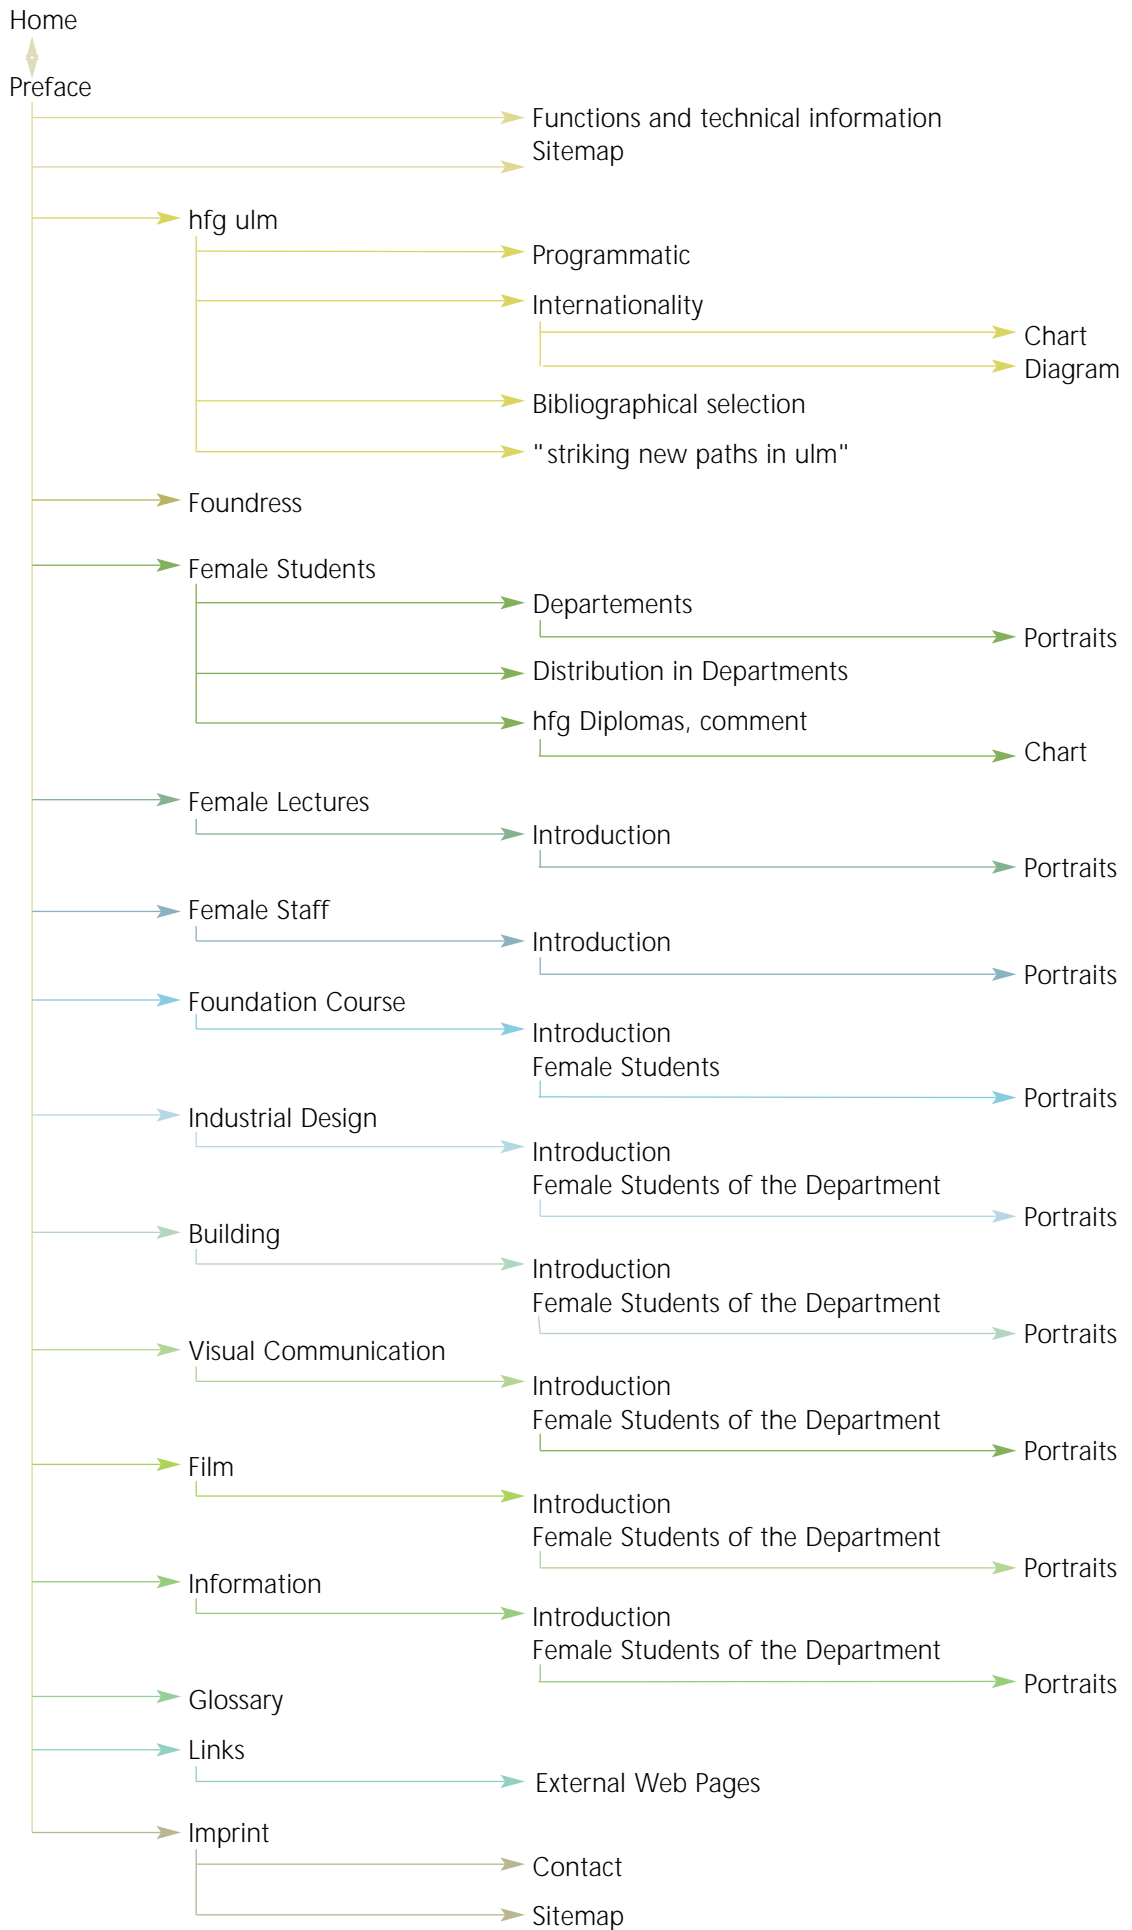 Home
Preface
Functions and technical information
Sitemap
hfg ulm
Programmatic
Internationality
Chart
Diagram
Bibliographical selection
"striking new paths in ulm"
Foundress
Female Students
Departements
Portraits
Distribution in Departments
hfg Diplomas, comment
Chart
Female Lectures
Introduction
Portraits
Female Staff
Introduction
Portraits
Foundation Course
Introduction
Female Students
Portraits
Industrial Design
Introduction
Female Students of the Department
Portraits
Building
Introduction
Female Students of the Department
Portraits
Visual Communication
Introduction
Female Students of the Department
Portraits
Film
Introduction
Female Students of the Department
Portraits
Information
Introduction
Female Students of the Department
Portraits
Glossary
Links
External Web Pages
Imprint
Contact
Sitemap